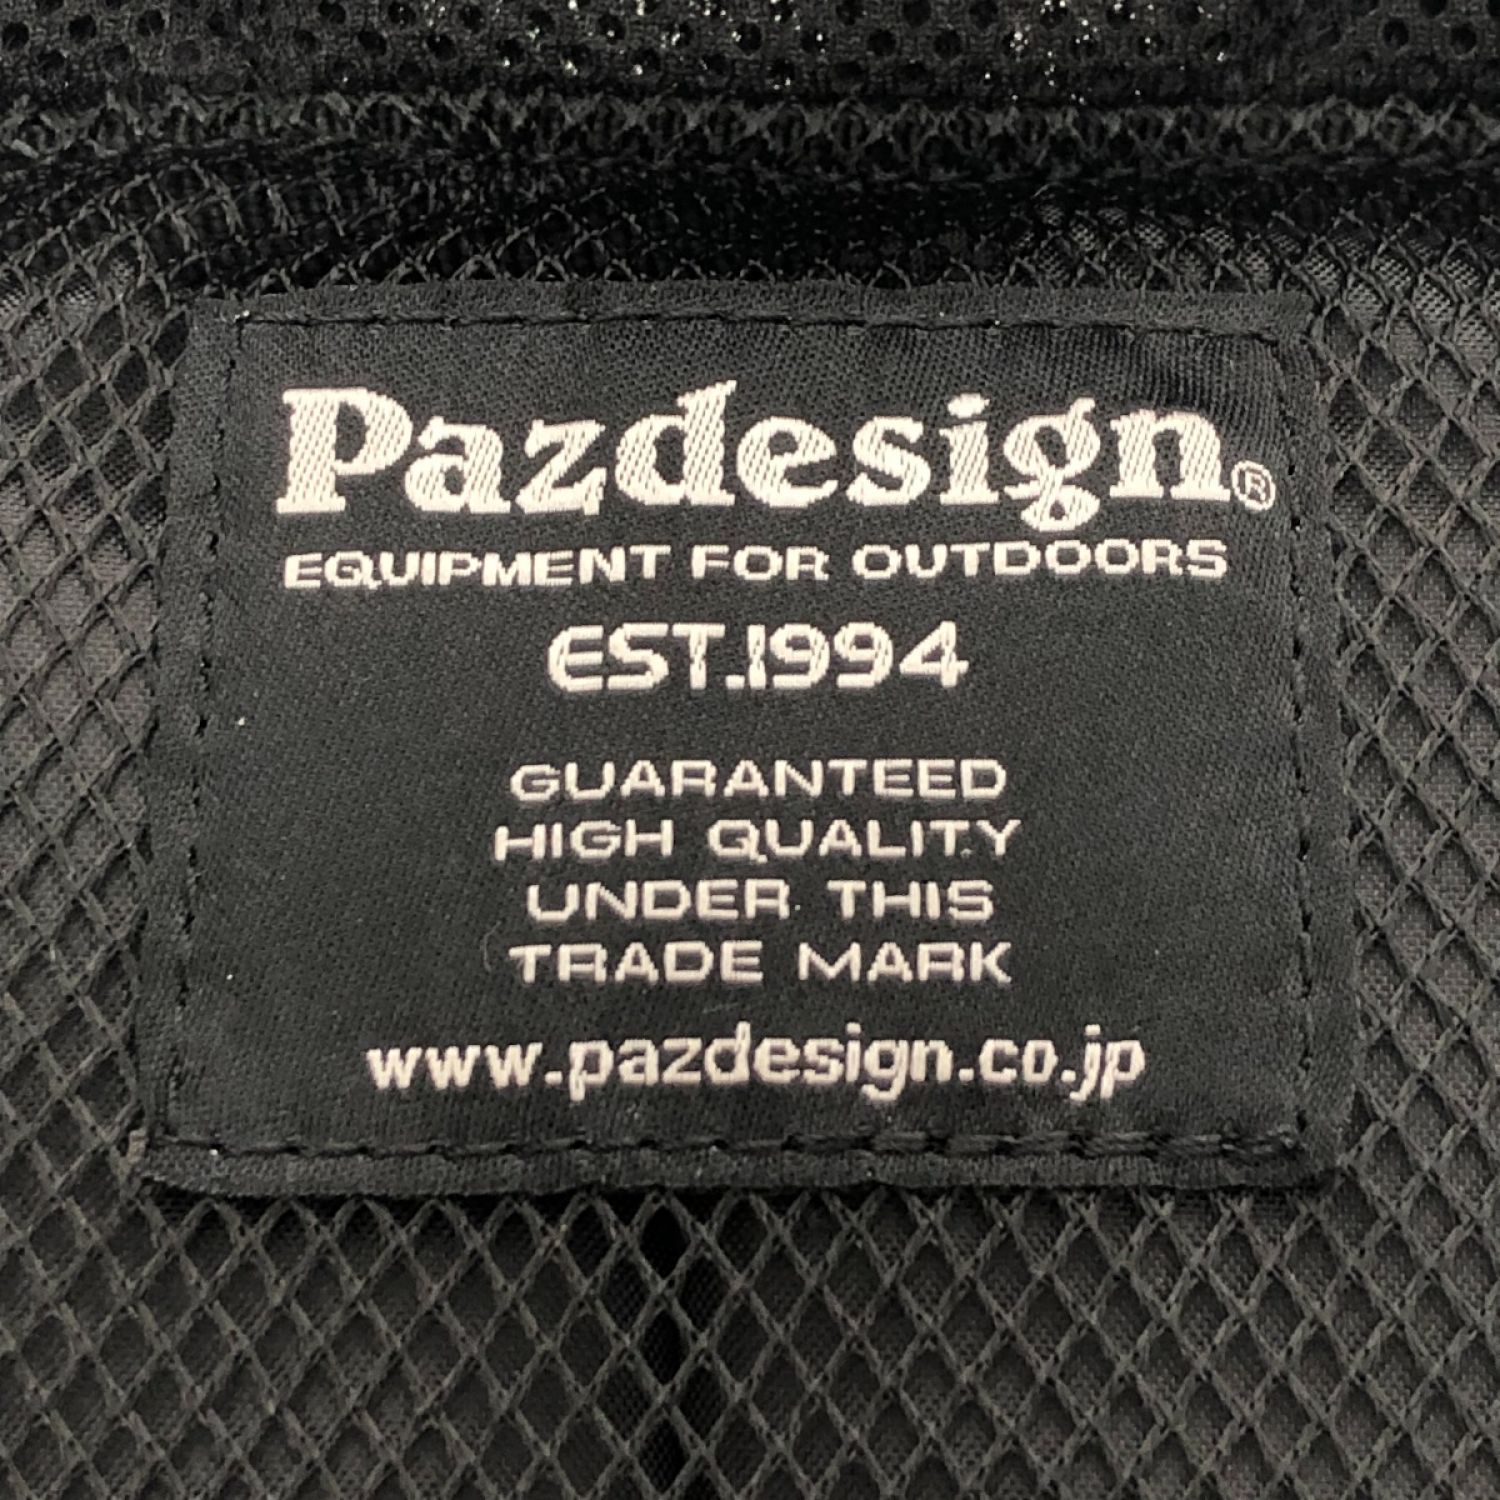 Pazdesign®
EQUIPMENT FOR OUTDOORS
EST.1994
GUARANTEED
HIGH QUALITY
UNDER THIS
TRADE MARK
www.pazdesign.co.jp